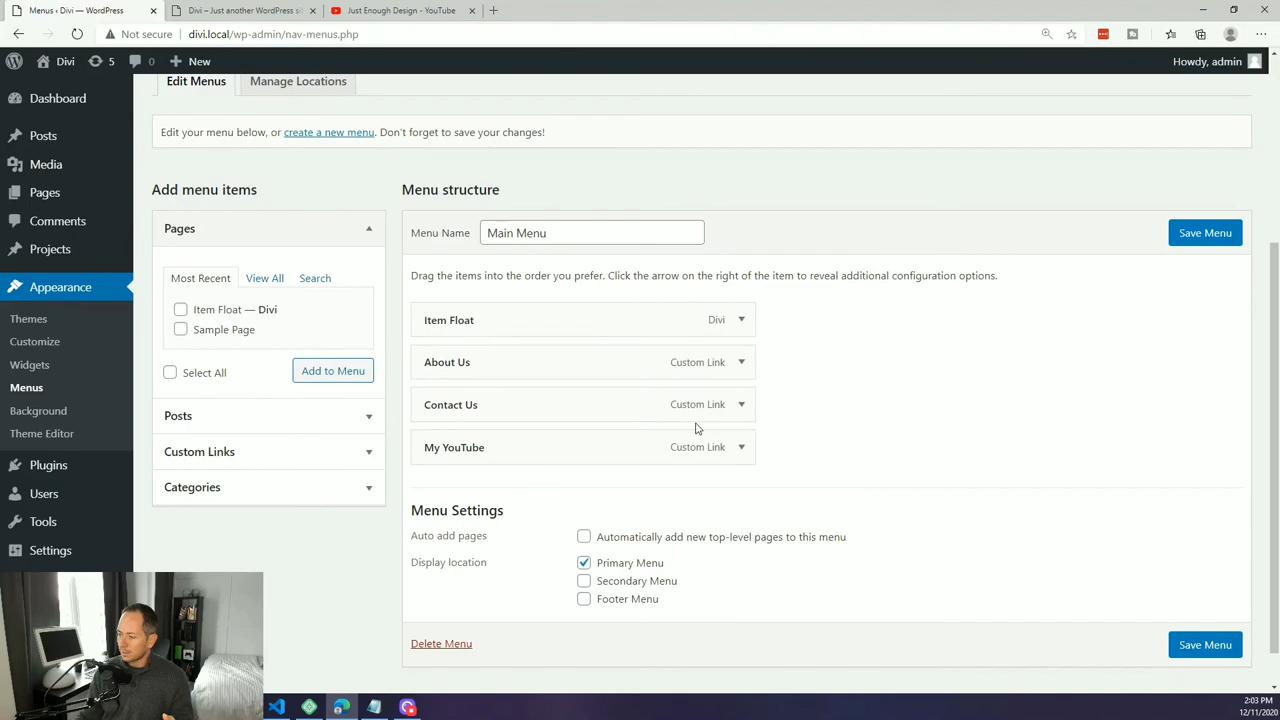 Menus ‹ Divi — WordPress
Divi – Just another WordPress si
Just Enough Design - YouTube
Not secure
divi.local/wp-admin/nav-menus.php
Divi
5
0
New
Howdy, admin
Dashboard
Posts
Media
Pages
Comments
Projects
Appearance
Themes
Customize
Widgets
Menus
Background
Theme Editor
Plugins
Users
Tools
Settings
Edit Menus
Manage Locations
Edit your menu below, or create a new menu. Don't forget to save your changes!
Add menu items
Pages
Most Recent
View All
Search
Item Float — Divi
Sample Page
Select All
Add to Menu
Posts
Custom Links
Categories
Menu structure
Menu Name
Main Menu
Save Menu
Drag the items into the order you prefer. Click the arrow on the right of the item to reveal additional configuration options.
Item Float Divi
About Us Custom Link
Contact Us Custom Link
My YouTube Custom Link
Menu Settings
Auto add pages
Automatically add new top-level pages to this menu
Display location
Primary Menu
Secondary Menu
Footer Menu
Delete Menu
Save Menu
2:03 PM
12/11/2020